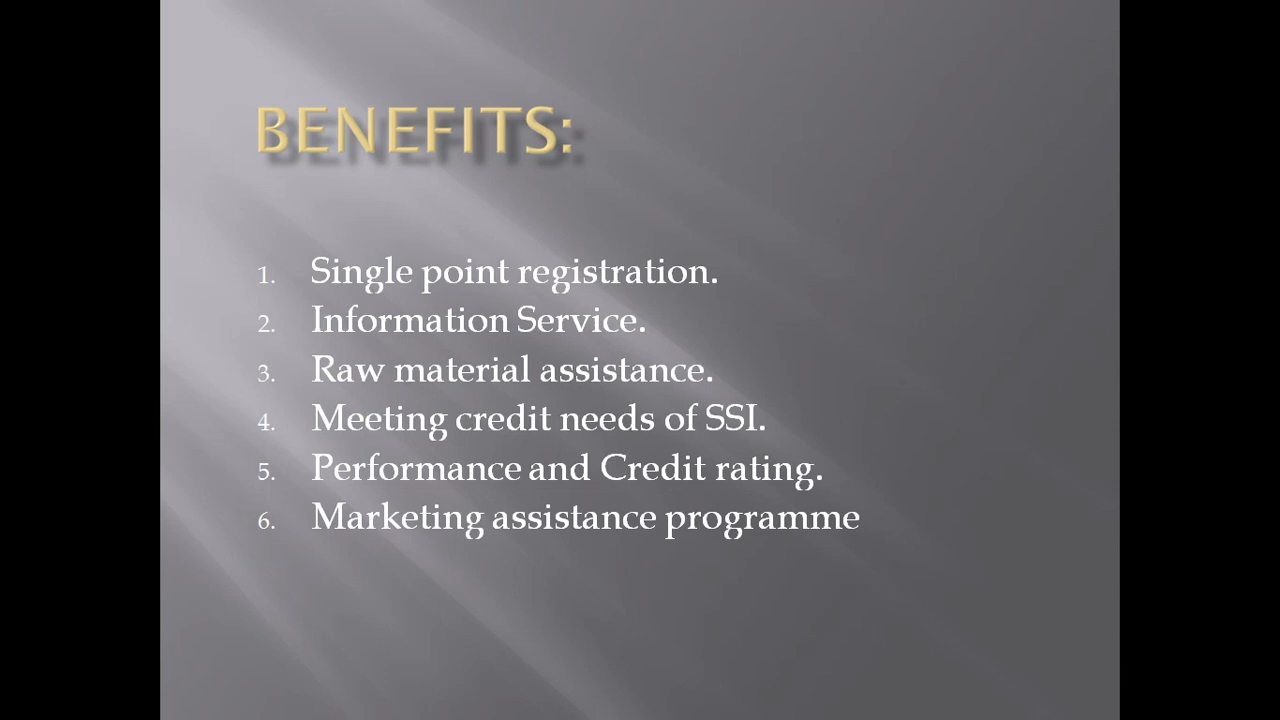 BENEFITS:
1. Single point registration.
2. Information Service.
3. Raw material assistance.
4. Meeting credit needs of SSI.
5. Performance and Credit rating.
6. Marketing assistance programme